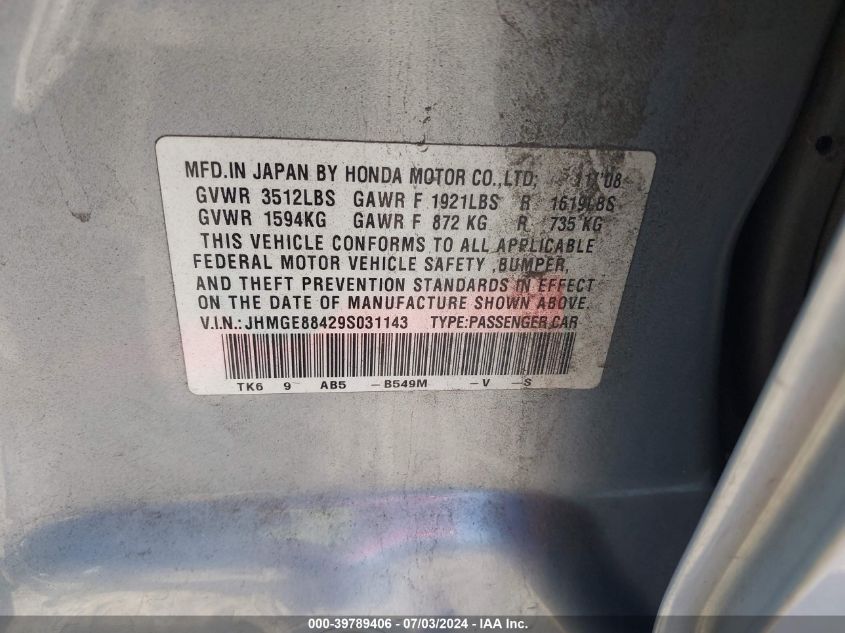 MFD.IN JAPAN BY HONDA MOTOR CO.,LTD; 11'08
GVWR 3512LBS GAWR F 1921LBS R 1619LBS
GVWR 1594KG GAWR F 872 KG R 735 KG
THIS VEHICLE CONFORMS TO ALL APPLICABLE
FEDERAL MOTOR VEHICLE SAFETY ,BUMPER,
AND THEFT PREVENTION STANDARDS IN EFFECT
ON THE DATE OF MANUFACTURE SHOWN ABOVE.
V.I.N.: JHMGE88429S031143 TYPE:PASSENGER CAR
TK6 9 AB5 –B549M –V –S
000-39789406 / 07/03/2024 - IAA Inc.